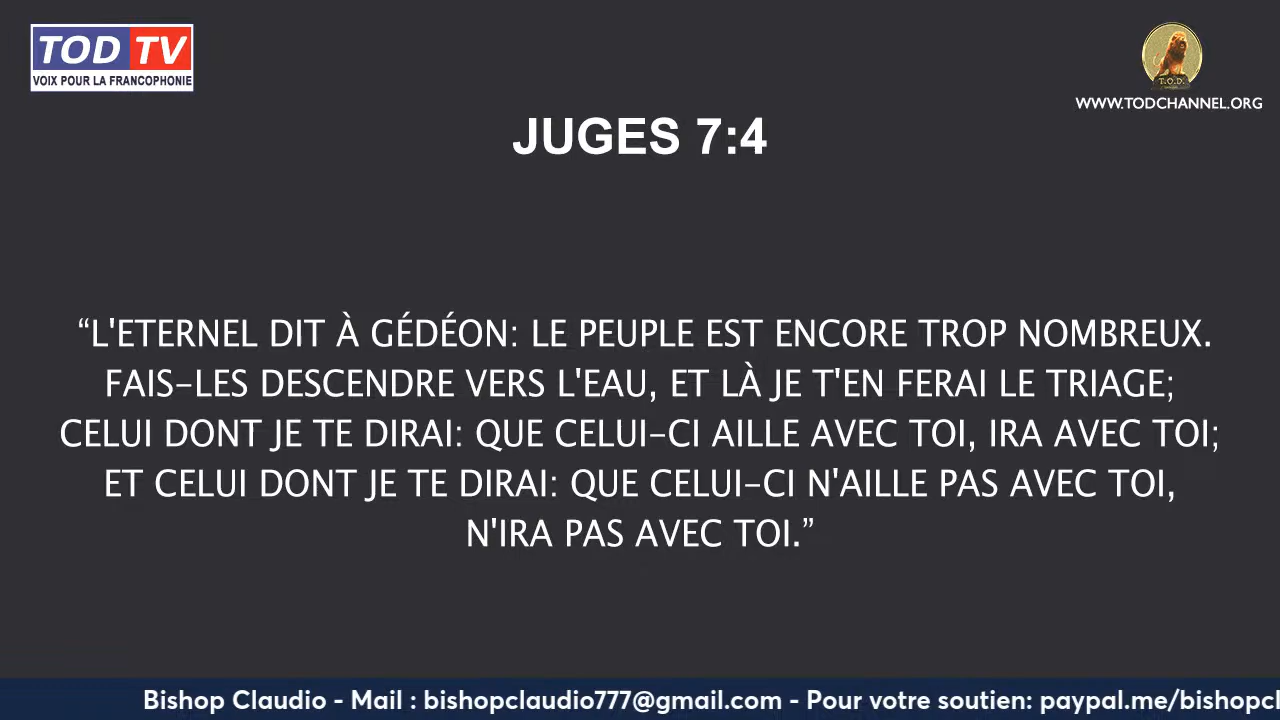 TOD TV
VOIX POUR LA FRANCOPHONIE
T.O.D.
WWW.TODCHANNEL.ORG
JUGES 7:4
“L'ETERNEL DIT À GÉDÉON: LE PEUPLE EST ENCORE TROP NOMBREUX.
FAIS-LES DESCENDRE VERS L'EAU, ET LÀ JE T'EN FERAI LE TRIAGE;
CELUI DONT JE TE DIRAI: QUE CELUI-CI AILLE AVEC TOI, IRA AVEC TOI;
ET CELUI DONT JE TE DIRAI: QUE CELUI-CI N'AILLE PAS AVEC TOI,
N'IRA PAS AVEC TOI.”
Bishop Claudio - Mail : bishopclaudio777@gmail.com - Pour votre soutien: paypal.me/bishopcl